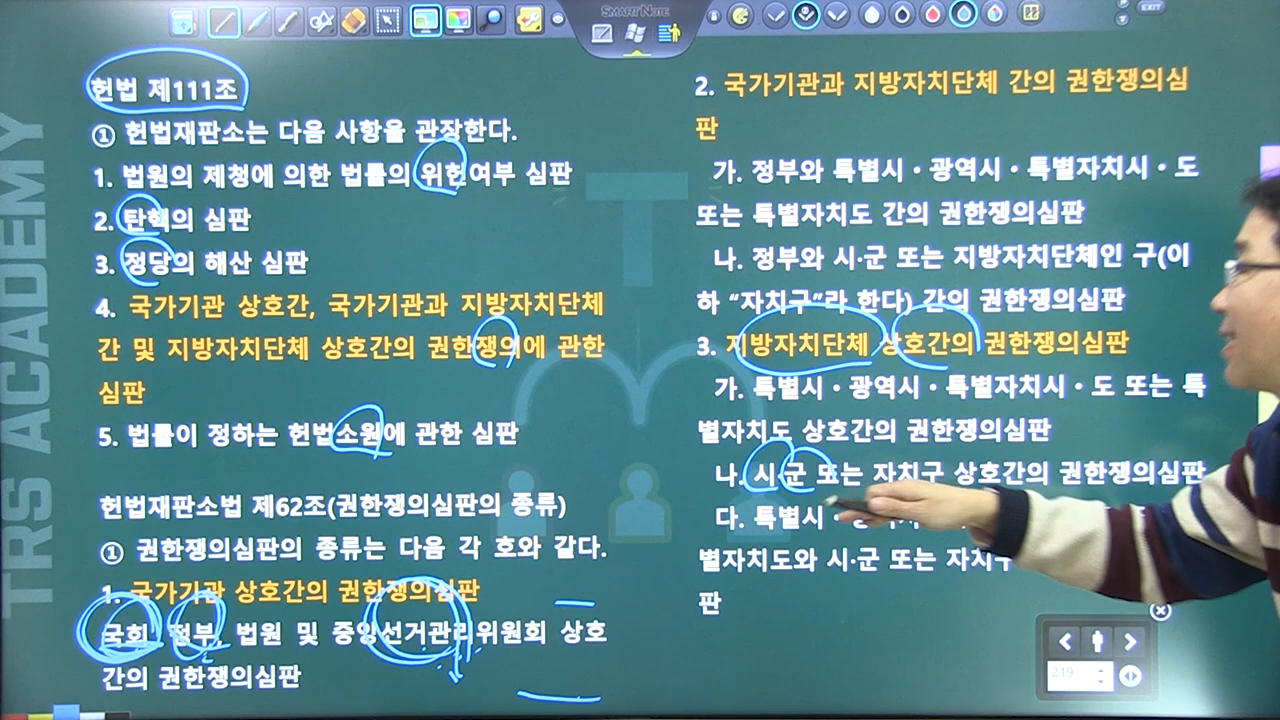 SMARTNOTE
EXIT
TRS ACADEMY
헌법 제111조
① 헌법재판소는 다음 사항을 관장한다.
1. 법원의 제청에 의한 법률의 위헌여부 심판
2. 탄핵의 심판
3. 정당의 해산 심판
4. 국가기관 상호간, 국가기관과 지방자치단체
간 및 지방자치단체 상호간의 권한쟁의에 관한
심판
5. 법률이 정하는 헌법소원에 관한 심판
헌법재판소법 제62조(권한쟁의심판의 종류)
① 권한쟁의심판의 종류는 다음 각 호와 같다.
1. 국가기관 상호간의 권한쟁의심판
국회, 정부, 법원 및 중앙선거관리위원회 상호
간의 권한쟁의심판
2. 국가기관과 지방자치단체 간의 권한쟁의심
판
가. 정부와 특별시·광역시·특별자치시·도
또는 특별자치도 간의 권한쟁의심판
나. 정부와 시·군 또는 지방자치단체인 구(이
하 “자치구”라 한다) 간의 권한쟁의심판
3. 지방자치단체 상호간의 권한쟁의심판
가. 특별시·광역시·특별자치시·도 또는 특
별자치도 상호간의 권한쟁의심판
나. 시·군 또는 자치구 상호간의 권한쟁의심판
다. 특별시·
별자치도와 시·군 또는 자치구
판
219